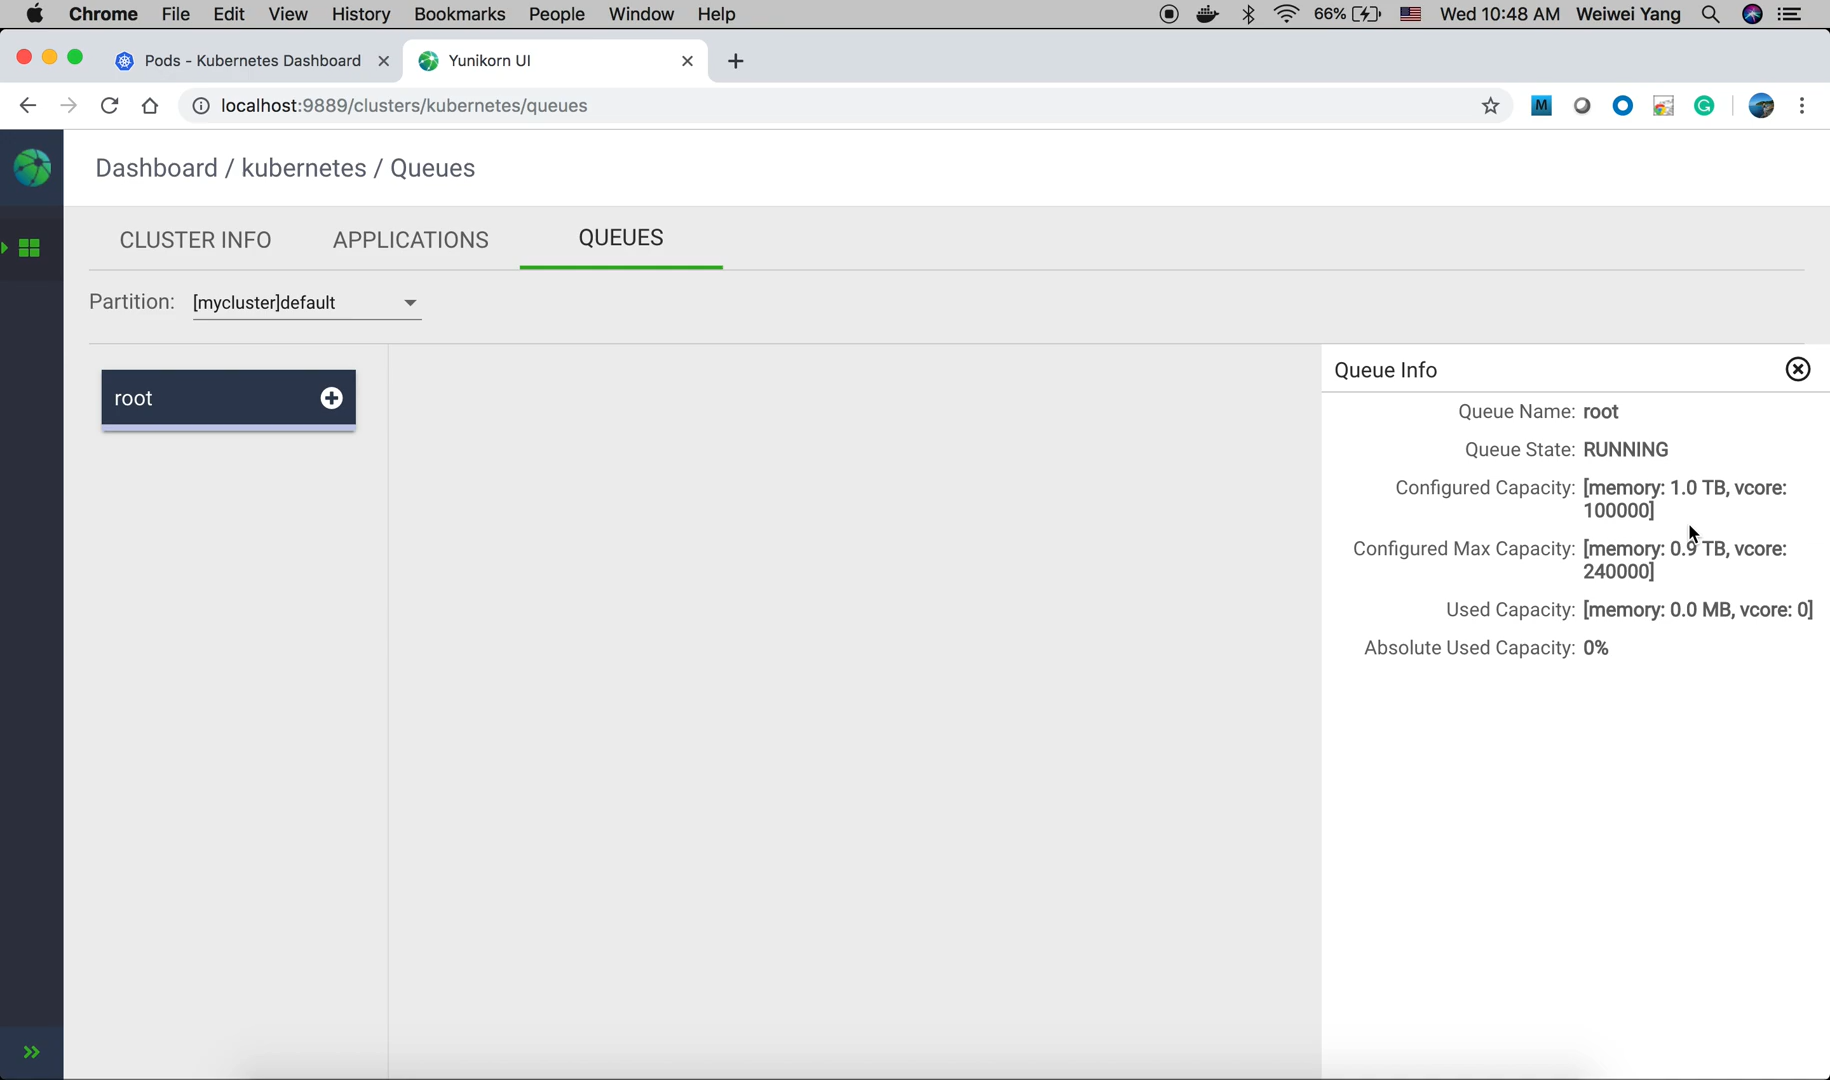 Chrome File Edit View History Bookmarks People Window Help 66% Wed 10:48 AM Weiwei Yang
Pods - Kubernetes Dashboard
Yunikorn UI
localhost:9889/clusters/kubernetes/queues
M
G
Dashboard / kubernetes / Queues
CLUSTER INFO APPLICATIONS QUEUES
Partition: [mycluster]default
root
Queue Info
Queue Name: root
Queue State: RUNNING
Configured Capacity: [memory: 1.0 TB, vcore:
100000]
Configured Max Capacity: [memory: 0.9 TB, vcore:
240000]
Used Capacity: [memory: 0.0 MB, vcore: 0]
Absolute Used Capacity: 0%